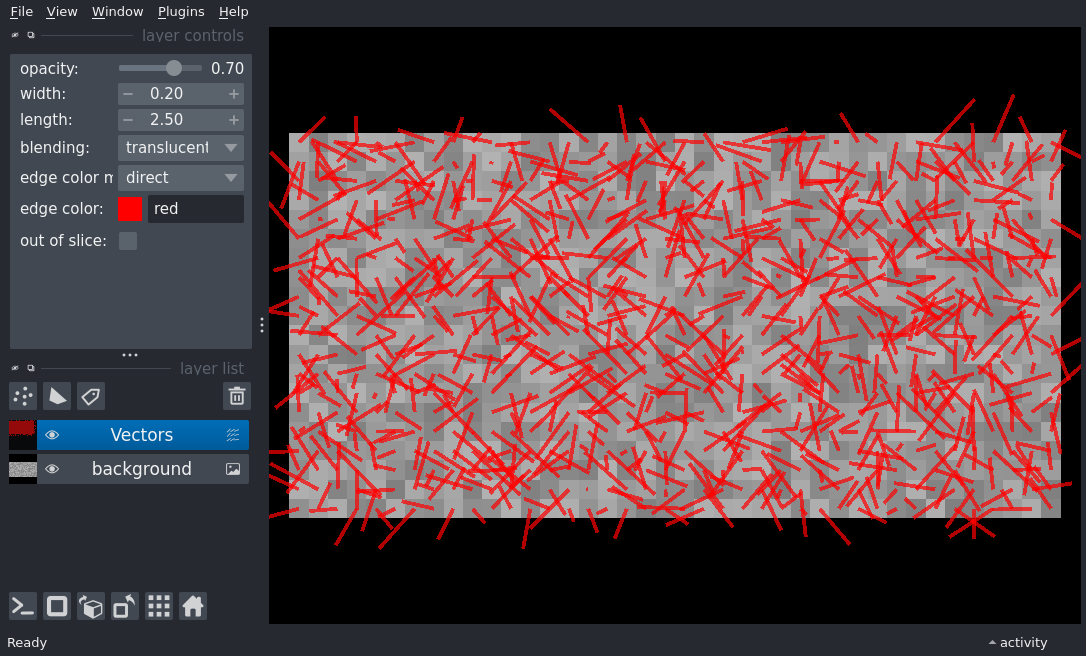 File View Window Plugins Help
layer controls
opacity: 0.70
width: − 0.20 +
length: − 2.50 +
blending: translucent
edge color m direct
edge color: red
out of slice:
layer list
Vectors
background
Ready activity